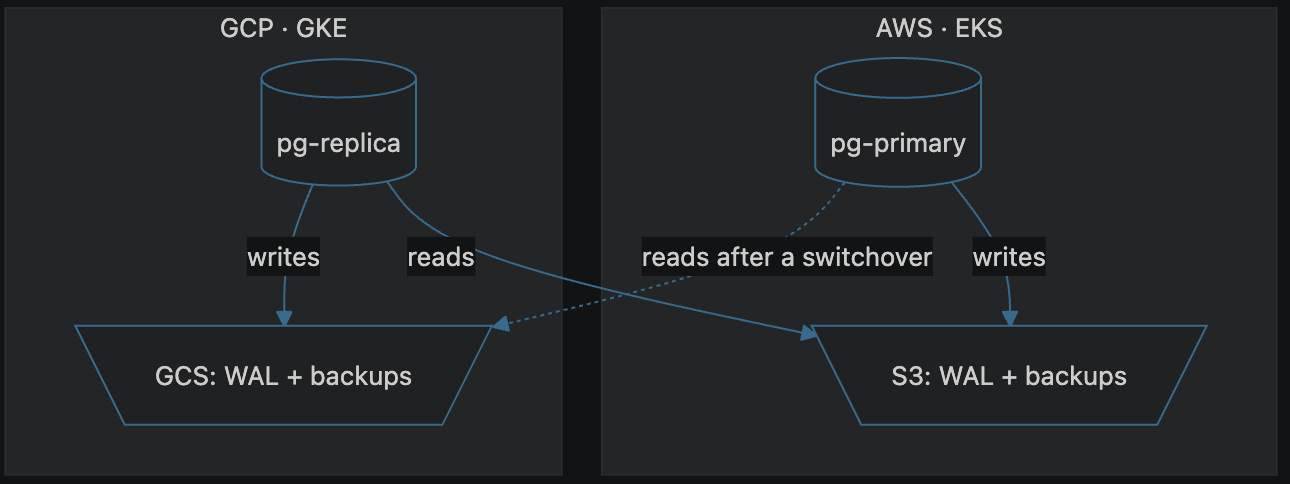 GCP · GKE
AWS · EKS
pg-replica
pg-primary
writes
reads
reads after a switchover
writes
GCS: WAL + backups
S3: WAL + backups